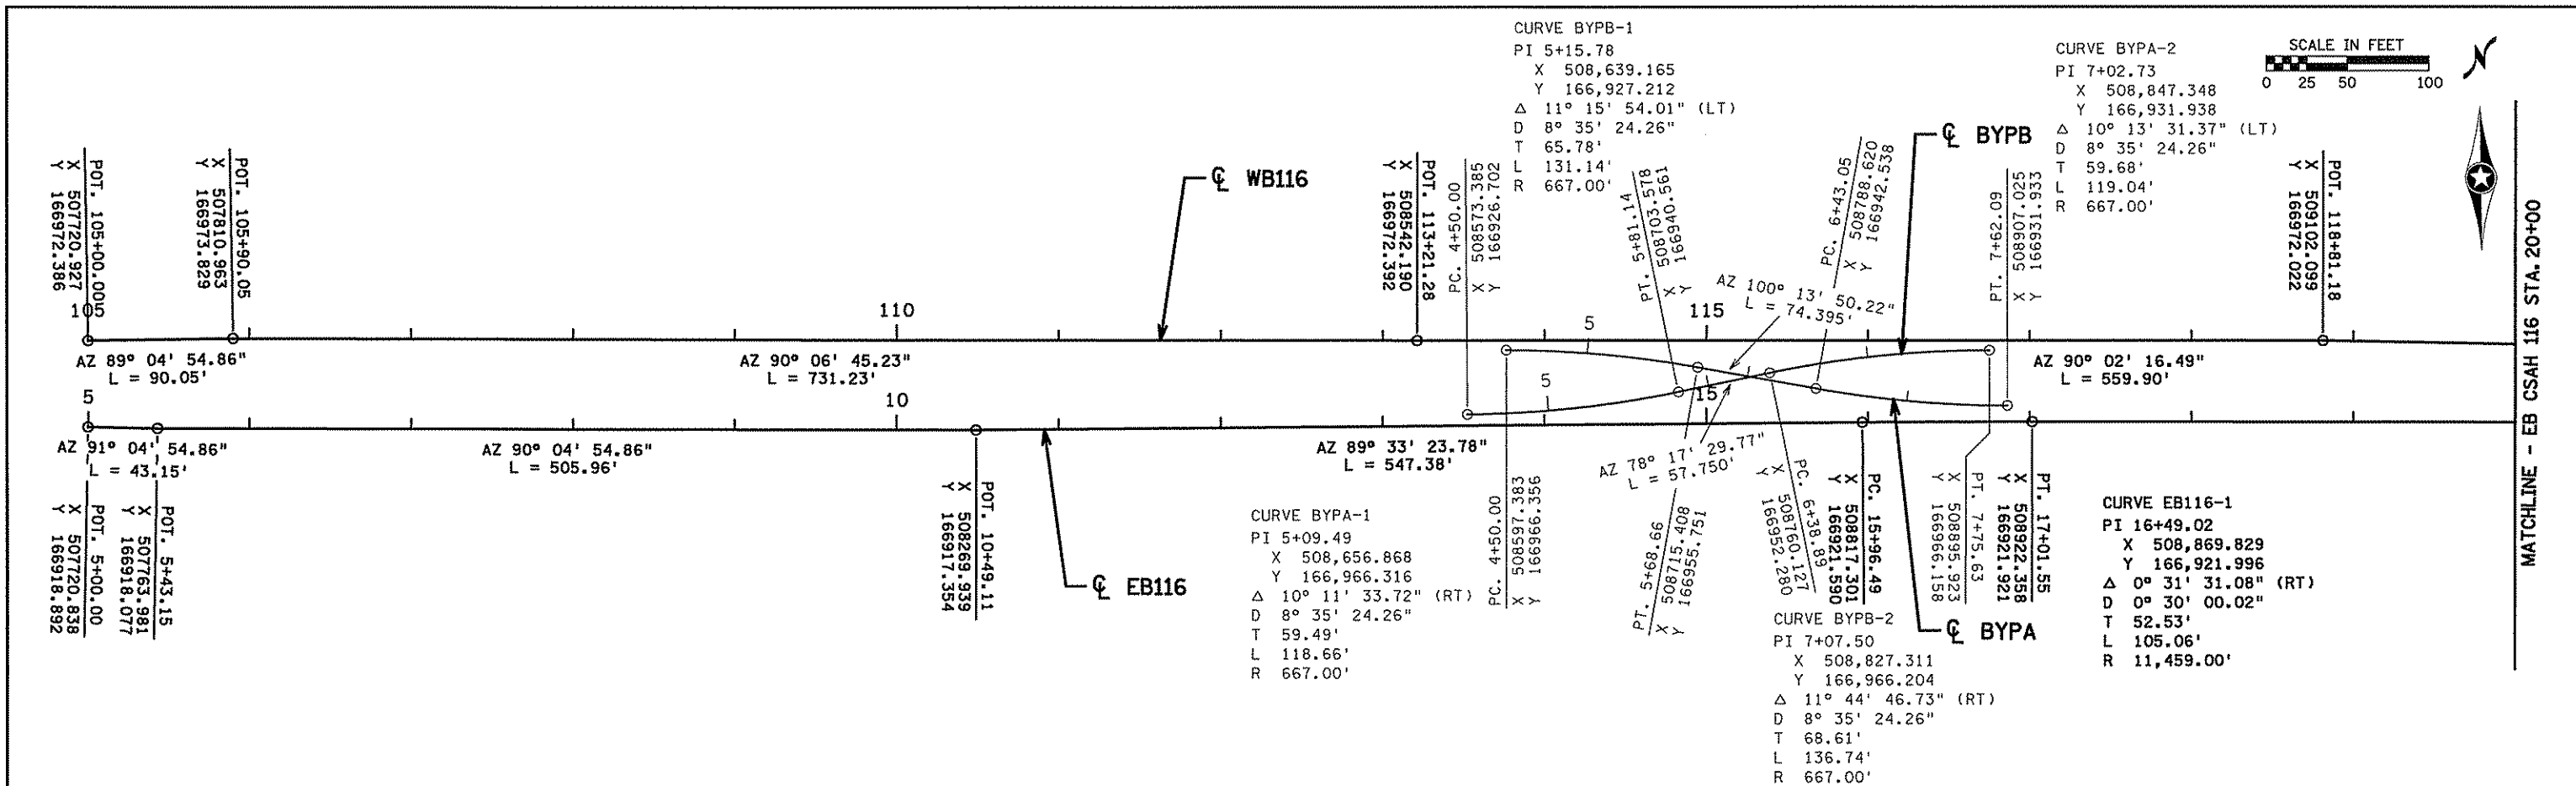 CURVE BYPB-1
PI 5+15.78
X 508,639.165
Y 166,927.212
Δ 11° 15' 54.01" (LT)
D 8° 35' 24.26"
T 65.78'
L 131.14'
R 667.00'
CURVE BYPA-2
PI 7+02.73
X 508,847.348
Y 166,931.938
Δ 10° 13' 31.37" (LT)
D 8° 35' 24.26"
T 59.68'
L 119.04'
R 667.00'
SCALE IN FEET
0 25 50 100
N
POT. 105+00.005
X 507720.927
Y 166972.386
POT. 105+90.05
X 507810.963
Y 166973.829
℄ WB116
POT. 113+21.28
X 508542.190
Y 166972.392
PC. 4+50.00
X 508573.385
Y 166926.702
PT. 5+81.14
X 508703.578
Y 166940.561
PC. 6+43.05
X 508788.620
Y 166942.538
℄ BYPB
PT. 7+62.09
X 508907.025
Y 166931.933
POT. 118+81.18
X 509102.099
Y 166972.022
MATCHLINE - EB CSAH 116 STA. 20+00
105
110
115
5
AZ 100° 13' 50.22"
L = 74.395'
AZ 89° 04' 54.86"
L = 90.05'
AZ 90° 06' 45.23"
L = 731.23'
AZ 90° 02' 16.49"
L = 559.90'
5
10
5
15
AZ 91° 04' 54.86"
L = 43.15'
AZ 90° 04' 54.86"
L = 505.96'
AZ 89° 33' 23.78"
L = 547.38'
AZ 78° 17' 29.77"
L = 57.750'
POT. 5+00.00
X 507720.838
Y 166918.892
POT. 5+43.15
X 507763.981
Y 166918.077
POT. 10+49.11
X 508269.939
Y 166917.354
℄ EB116
CURVE BYPA-1
PI 5+09.49
X 508,656.868
Y 166,966.316
Δ 10° 11' 33.72" (RT)
D 8° 35' 24.26"
T 59.49'
L 118.66'
R 667.00'
PC. 4+50.00
X 508597.383
Y 166966.356
PT. 5+68.66
X 508715.408
Y 166955.751
PC. 6+38.89
X 508760.127
Y 166952.280
PC. 15+96.49
X 508817.301
Y 166921.590
PT. 7+75.63
X 508895.923
Y 166966.158
PT. 17+01.55
X 508922.358
Y 166921.921
CURVE BYPB-2
PI 7+07.50
X 508,827.311
Y 166,966.204
Δ 11° 44' 46.73" (RT)
D 8° 35' 24.26"
T 68.61'
L 136.74'
R 667.00'
℄ BYPA
CURVE EB116-1
PI 16+49.02
X 508,869.829
Y 166,921.996
Δ 0° 31' 31.08" (RT)
D 0° 30' 00.02"
T 52.53'
L 105.06'
R 11,459.00'